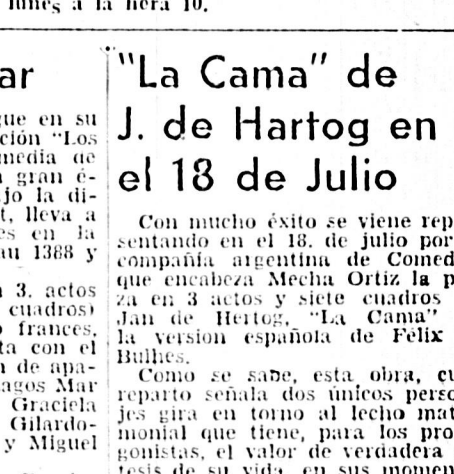 lunes a la hora 10.
ar
ue en su
ción "Los
media de
gran é-
jo la di-
t, lleva a
es en la
au 1388 y
3. actos
cuadros)
frances,
ta con el
de apa-
agos Mar
Graciela
Gilardo-
y Miguel
"La Cama" de
J. de Hartog en
el 18 de Julio
Con mucho éxito se viene rep
sentando en el 18. de julio por
compañía argentina de Comed
que encabeza Mecha Ortiz la p
za en 3 actos y siete cuadros
Jan de Hertog, "La Cama"
la version española de Félix
Bulhes.
Como se sabe, esta obra, cu
reparto señala dos únicos perso
jes gira en torno al lecho mat
monial que tiene, para los pro
gonistas, el valor de verdadera
tesis de su vida, en sus momen